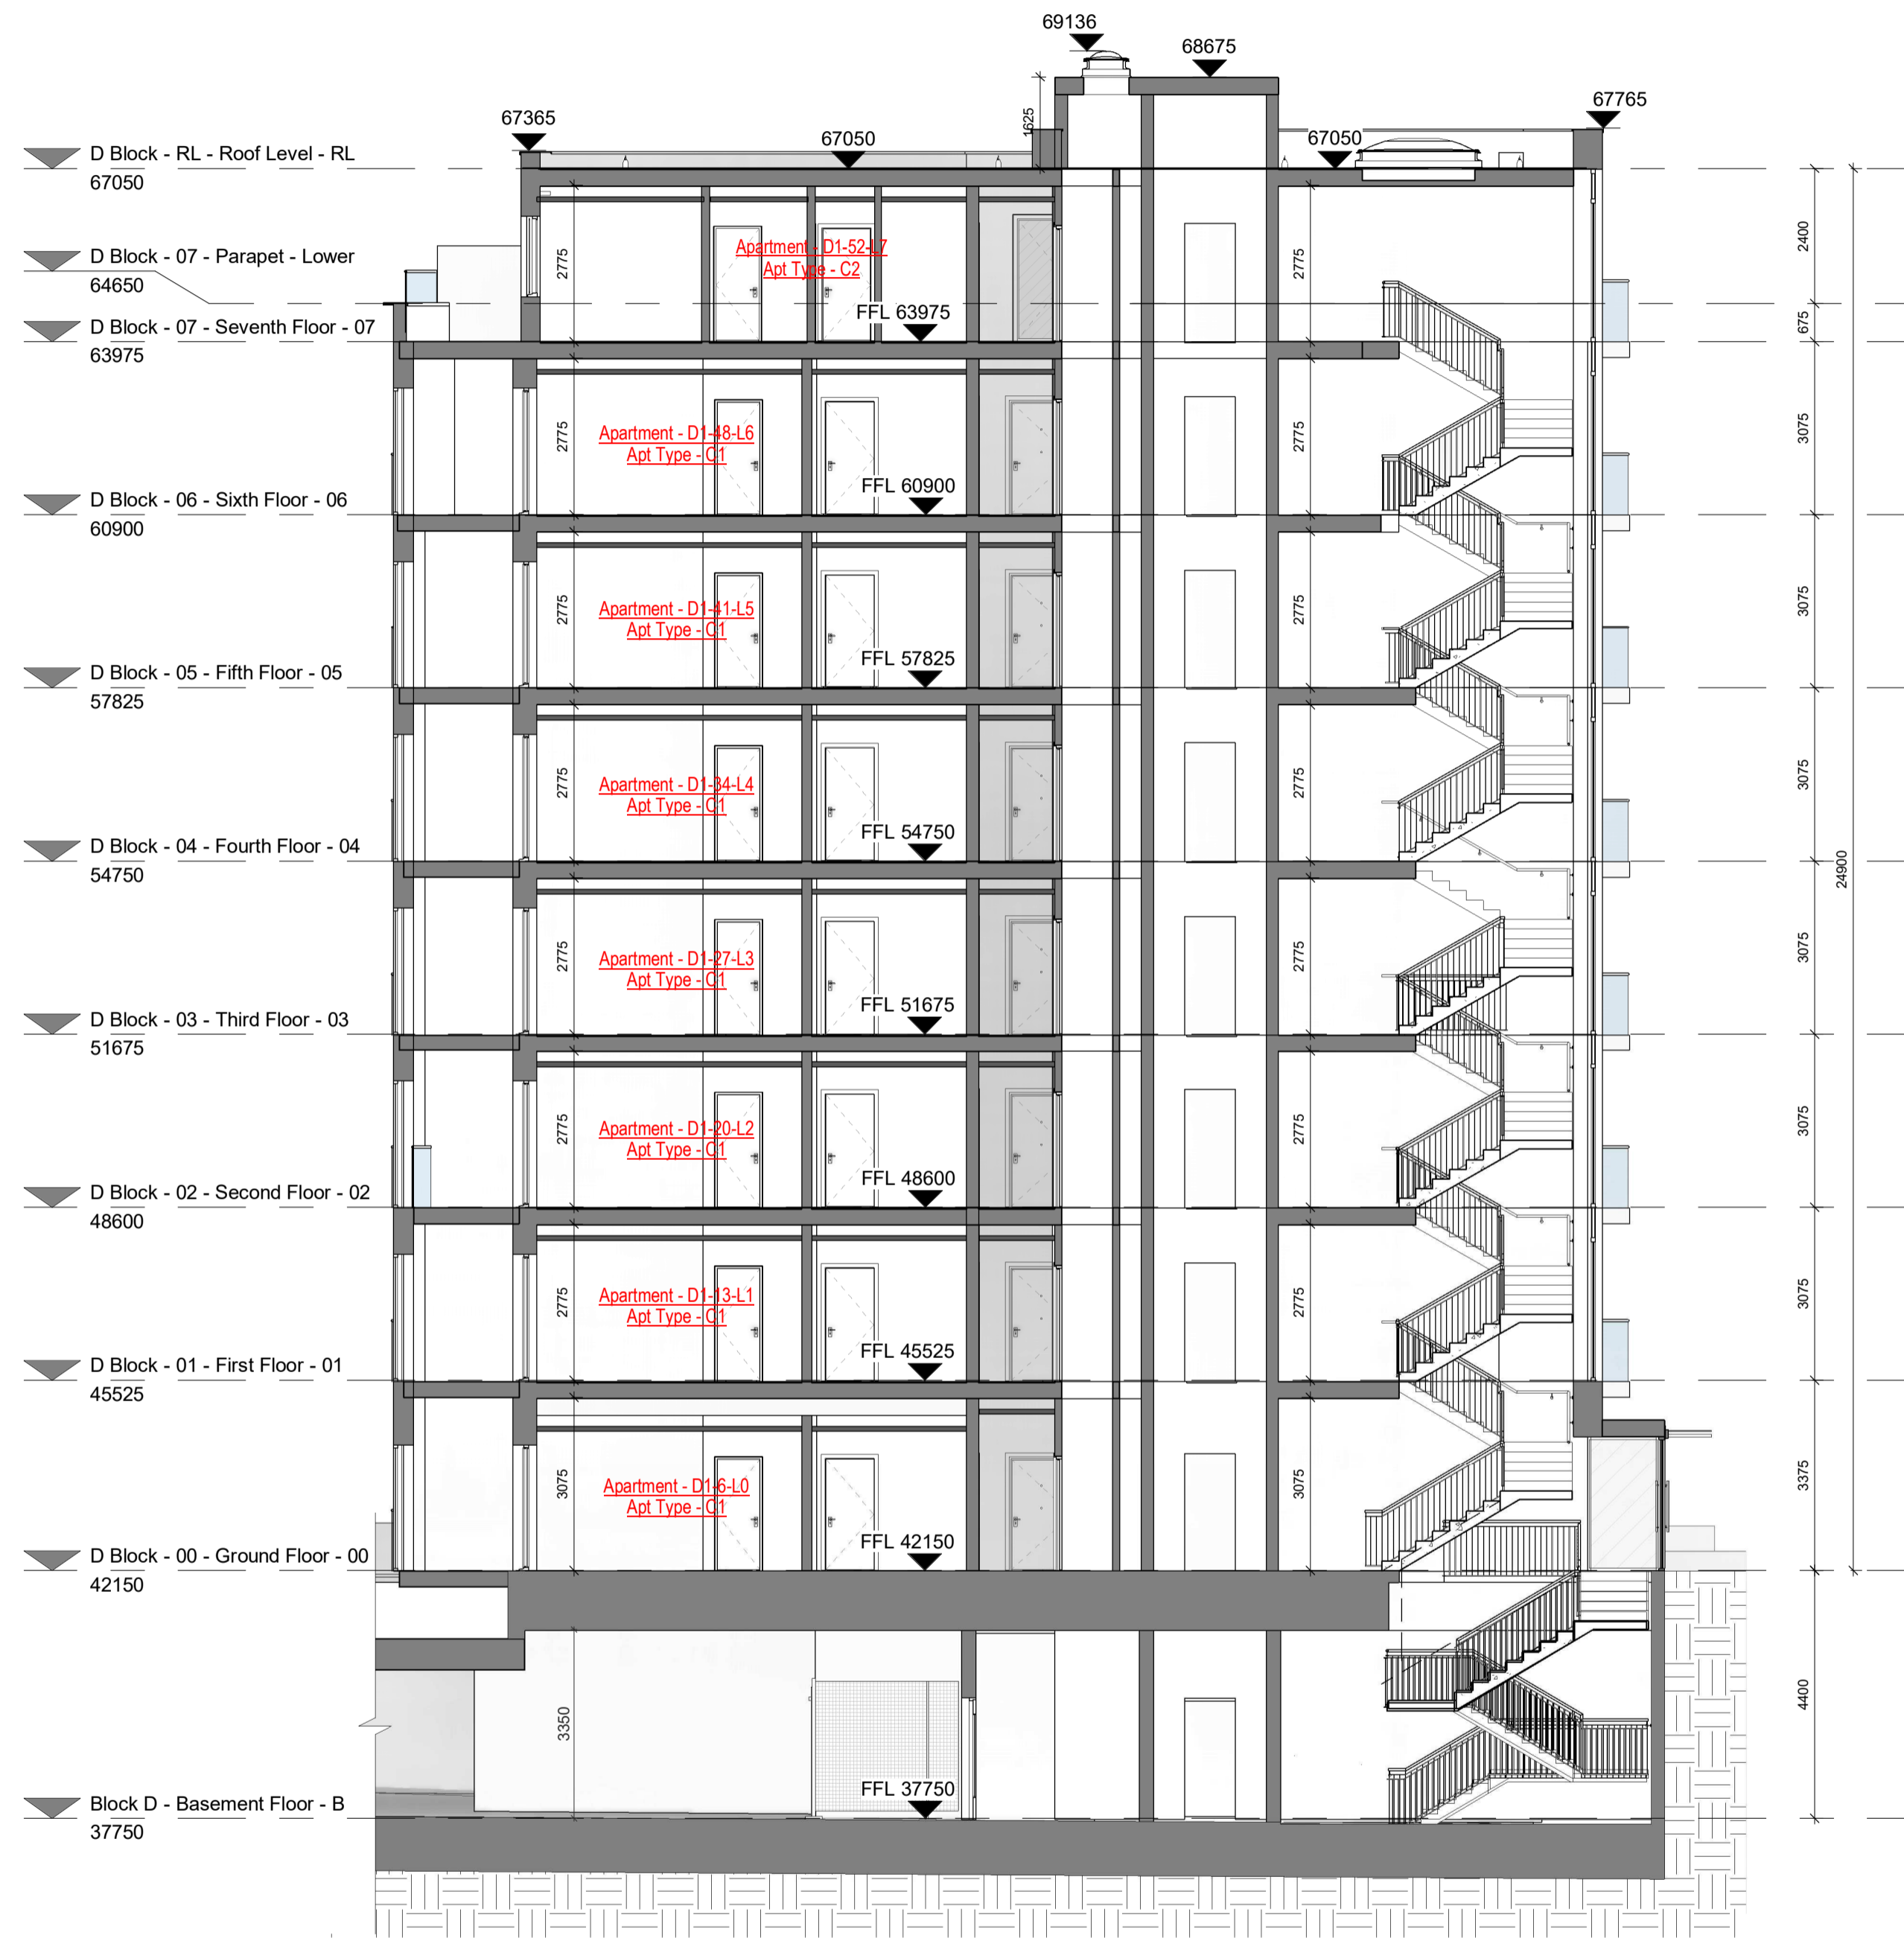 69136
68675
67365
67765
1625
67050
67050
D Block - RL - Roof Level - RL
67050
2400
D Block - 07 - Parapet - Lower
64650
2775
Apartment - D1-52-L7
Apt Type - C2
2775
FFL 63975
675
D Block - 07 - Seventh Floor - 07
63975
2775
Apartment - D1-48-L6
Apt Type - C1
2775
3075
FFL 60900
D Block - 06 - Sixth Floor - 06
60900
2775
Apartment - D1-41-L5
Apt Type - C1
2775
3075
FFL 57825
D Block - 05 - Fifth Floor - 05
57825
2775
Apartment - D1-34-L4
Apt Type - C1
2775
3075
FFL 54750
D Block - 04 - Fourth Floor - 04
54750
24900
2775
Apartment - D1-27-L3
Apt Type - C1
2775
3075
FFL 51675
D Block - 03 - Third Floor - 03
51675
2775
Apartment - D1-20-L2
Apt Type - C1
2775
3075
FFL 48600
D Block - 02 - Second Floor - 02
48600
2775
Apartment - D1-13-L1
Apt Type - C1
2775
3075
FFL 45525
D Block - 01 - First Floor - 01
45525
3075
Apartment - D1-6-L0
Apt Type - C1
3075
3375
FFL 42150
D Block - 00 - Ground Floor - 00
42150
3350
4400
FFL 37750
Block D - Basement Floor - B
37750